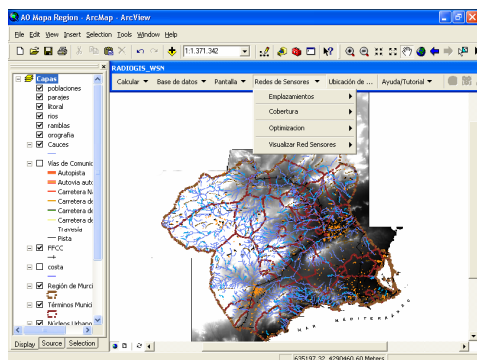 AO Mapa Region - ArcMap - ArcView
File Edit View Insert Selection Tools Window Help
1:1.371.342
RADIOGIS_WSN
Calcular Base de datos Pantalla Redes de Sensores Ubicación de ... Ayuda/Tutorial
Emplazamientos
Cobertura
Optimizacion
Visualizar Red Sensores
Capas
poblaciones
parajes
litoral
rios
ramblas
orografia
Cauces
Vias de Comunic
Autopista
Autovia auto
Carretera N
Carretera de
Carretera de
Carretera de
Travesía
Pista
FFCC
costa
Región de Murci
Términos Munici
Núcleos Urbano
MAR MEDITERRANEO
Display Source Selection
635197,32 4290460,60 Meters